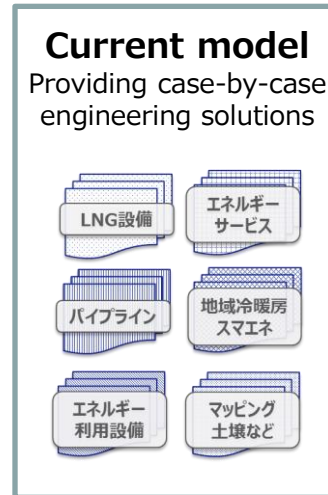 Current model
Providing case-by-case
engineering solutions
LNG設備
エネルギー
サービス
パイプライン
地域冷暖房
スマエネ
エネルギー
利用設備
マッピング
土壌など